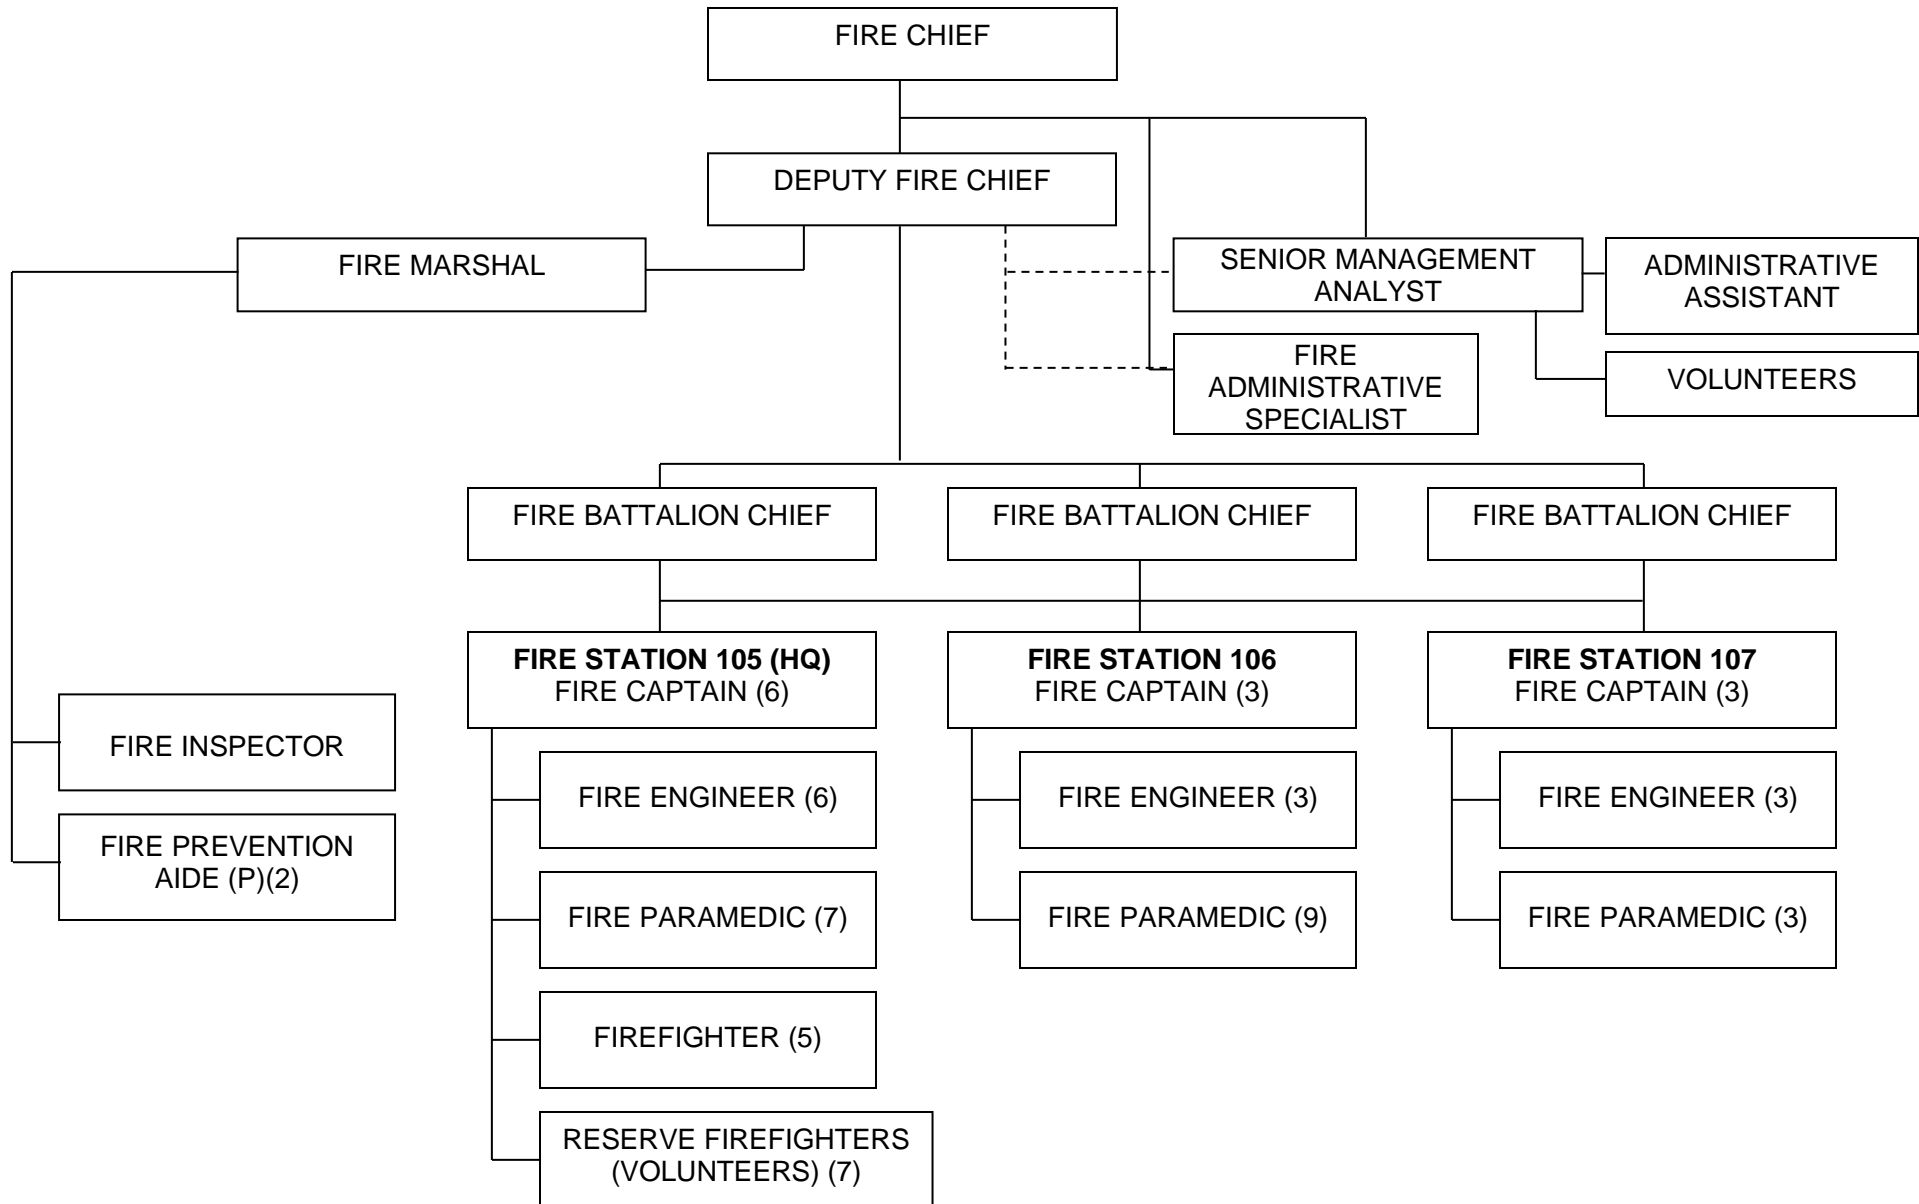 FIRE CHIEF
DEPUTY FIRE CHIEF
FIRE MARSHAL
SENIOR MANAGEMENT
ANALYST
ADMINISTRATIVE
ASSISTANT
FIRE
ADMINISTRATIVE
SPECIALIST
VOLUNTEERS
FIRE BATTALION CHIEF
FIRE BATTALION CHIEF
FIRE BATTALION CHIEF
FIRE STATION 105 (HQ)
FIRE CAPTAIN (6)
FIRE STATION 106
FIRE CAPTAIN (3)
FIRE STATION 107
FIRE CAPTAIN (3)
FIRE INSPECTOR
FIRE PREVENTION
AIDE (P)(2)
FIRE ENGINEER (6)
FIRE PARAMEDIC (7)
FIREFIGHTER (5)
RESERVE FIREFIGHTERS
(VOLUNTEERS) (7)
FIRE ENGINEER (3)
FIRE PARAMEDIC (9)
FIRE ENGINEER (3)
FIRE PARAMEDIC (3)